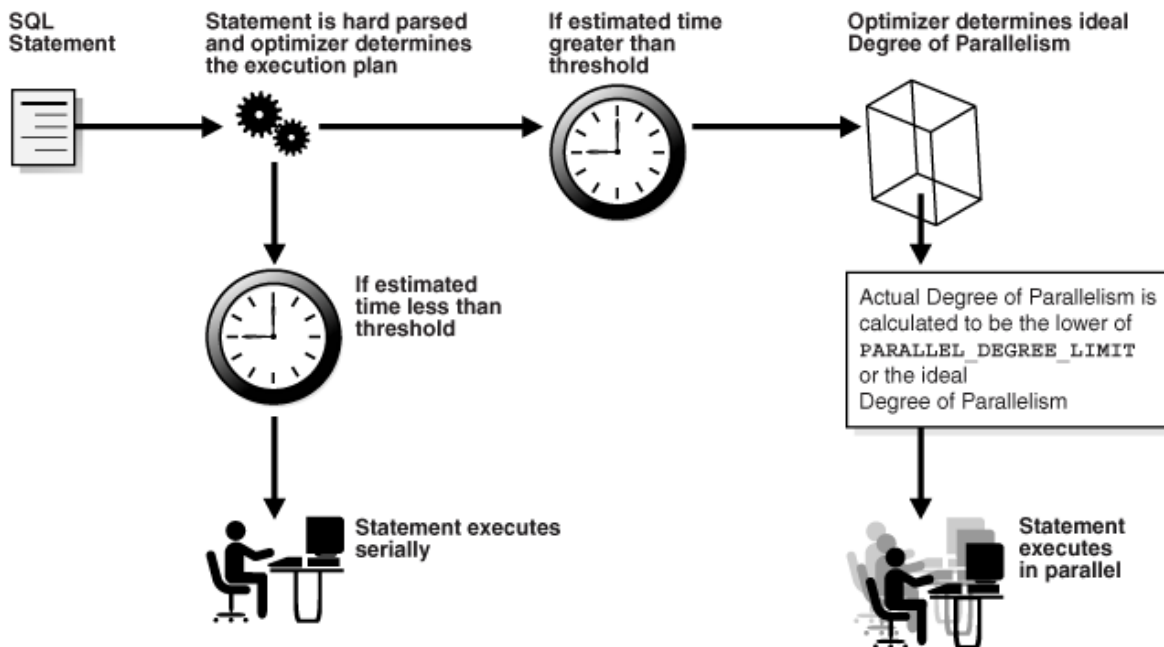 SQL
Statement
Statement is hard parsed
and optimizer determines
the execution plan
If estimated time
greater than
threshold
Optimizer determines ideal
Degree of Parallelism
If estimated
time less than
threshold
Actual Degree of Parallelism is
calculated to be the lower of
PARALLEL_DEGREE_LIMIT
or the ideal
Degree of Parallelism
Statement executes
serially
Statement
executes
in parallel